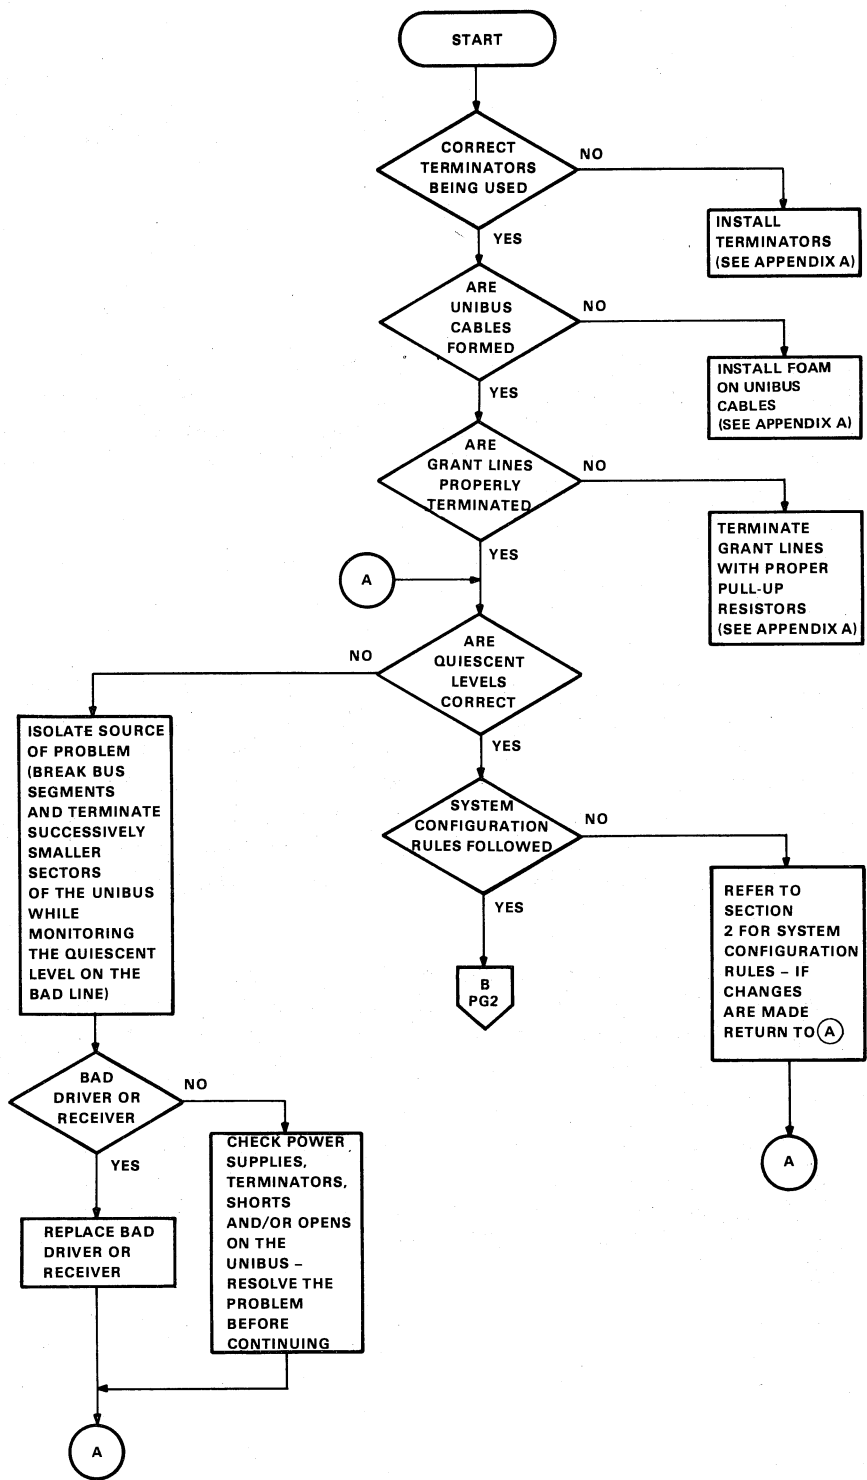 START
CORRECT
TERMINATORS
BEING USED
NO
YES
INSTALL
TERMINATORS
(SEE APPENDIX A)
ARE
UNIBUS
CABLES
FORMED
NO
YES
INSTALL FOAM
ON UNIBUS
CABLES
(SEE APPENDIX A)
ARE
GRANT LINES
PROPERLY
TERMINATED
NO
YES
TERMINATE
GRANT LINES
WITH PROPER
PULL-UP
RESISTORS
(SEE APPENDIX A)
A
ARE
QUIESCENT
LEVELS
CORRECT
NO
YES
ISOLATE SOURCE
OF PROBLEM
(BREAK BUS
SEGMENTS
AND TERMINATE
SUCCESSIVELY
SMALLER
SECTORS
OF THE UNIBUS
WHILE
MONITORING
THE QUIESCENT
LEVEL ON THE
BAD LINE)
SYSTEM
CONFIGURATION
RULES FOLLOWED
NO
YES
REFER TO
SECTION
2 FOR SYSTEM
CONFIGURATION
RULES – IF
CHANGES
ARE MADE
RETURN TO A
B
PG2
A
BAD
DRIVER OR
RECEIVER
NO
YES
CHECK POWER
SUPPLIES,
TERMINATORS,
SHORTS
AND/OR OPENS
ON THE
UNIBUS –
RESOLVE THE
PROBLEM
BEFORE
CONTINUING
REPLACE BAD
DRIVER OR
RECEIVER
A